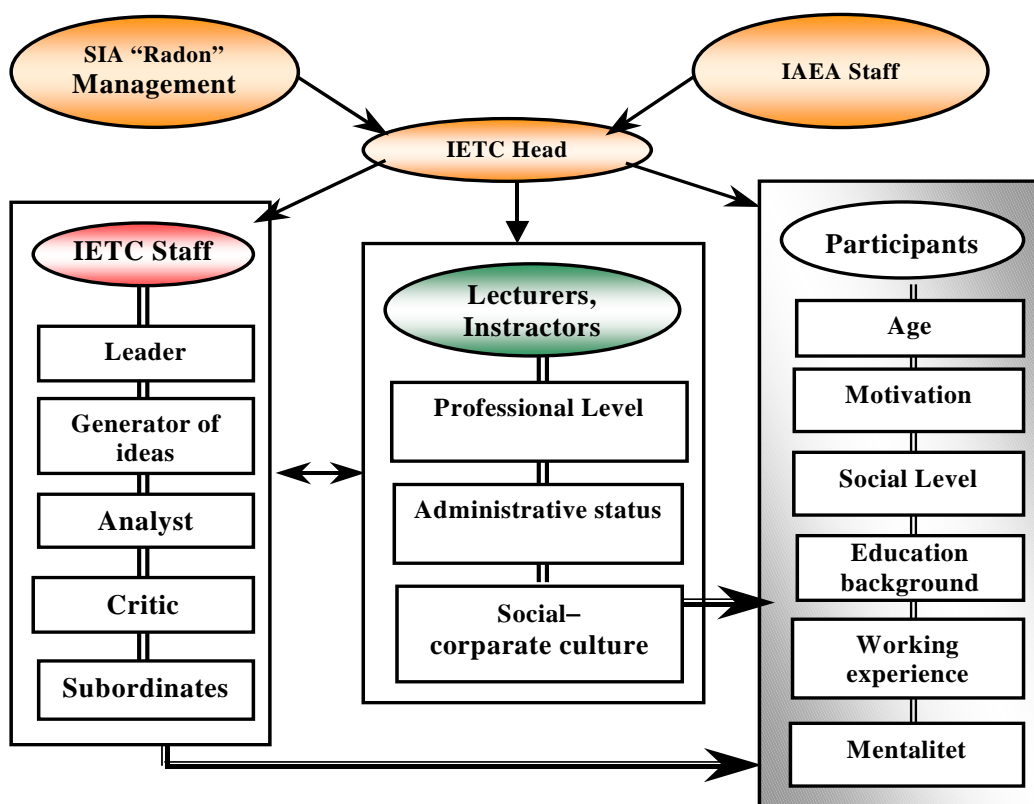 SIA “Radon”
Management
IAEA Staff
IETC Head
IETC Staff
Leader
Generator of
ideas
Analyst
Critic
Subordinates
Lecturers,
Instractors
Professional Level
Administrative status
Social–
corparate culture
Participants
Age
Motivation
Social Level
Education
background
Working
experience
Mentalitet